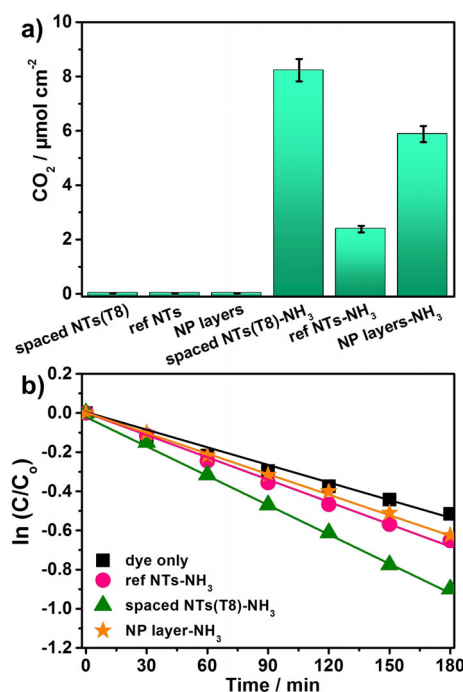 a)
CO₂ / µmol cm⁻²
8
6
4
2
0
spaced NTs(T8)
ref NTs
NP layers
spaced NTs(T8)-NH₃
ref NTs-NH₃
NP layers-NH₃
b)
ln (C/Cₒ)
0.2
0.0
-0.2
-0.4
-0.6
-0.8
-1.0
-1.2
dye only
ref NTs-NH₃
spaced NTs(T8)-NH₃
NP layer-NH₃
0 30 60 90 120 150 180
Time / min